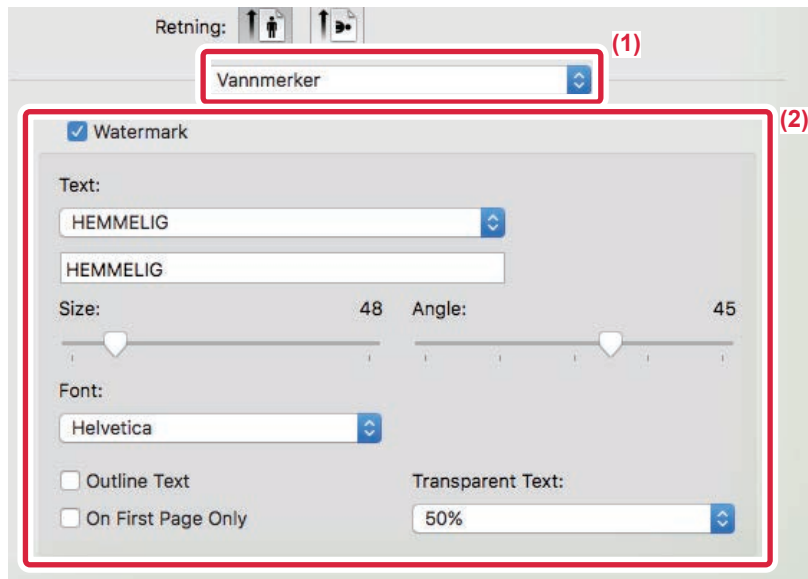 Retning:
(1)
Vannmerker
(2)
Watermark
Text:
HEMMELIG
HEMMELIG
Size: 48 Angle: 45
Font:
Helvetica
Outline Text Transparent Text:
On First Page Only 50%